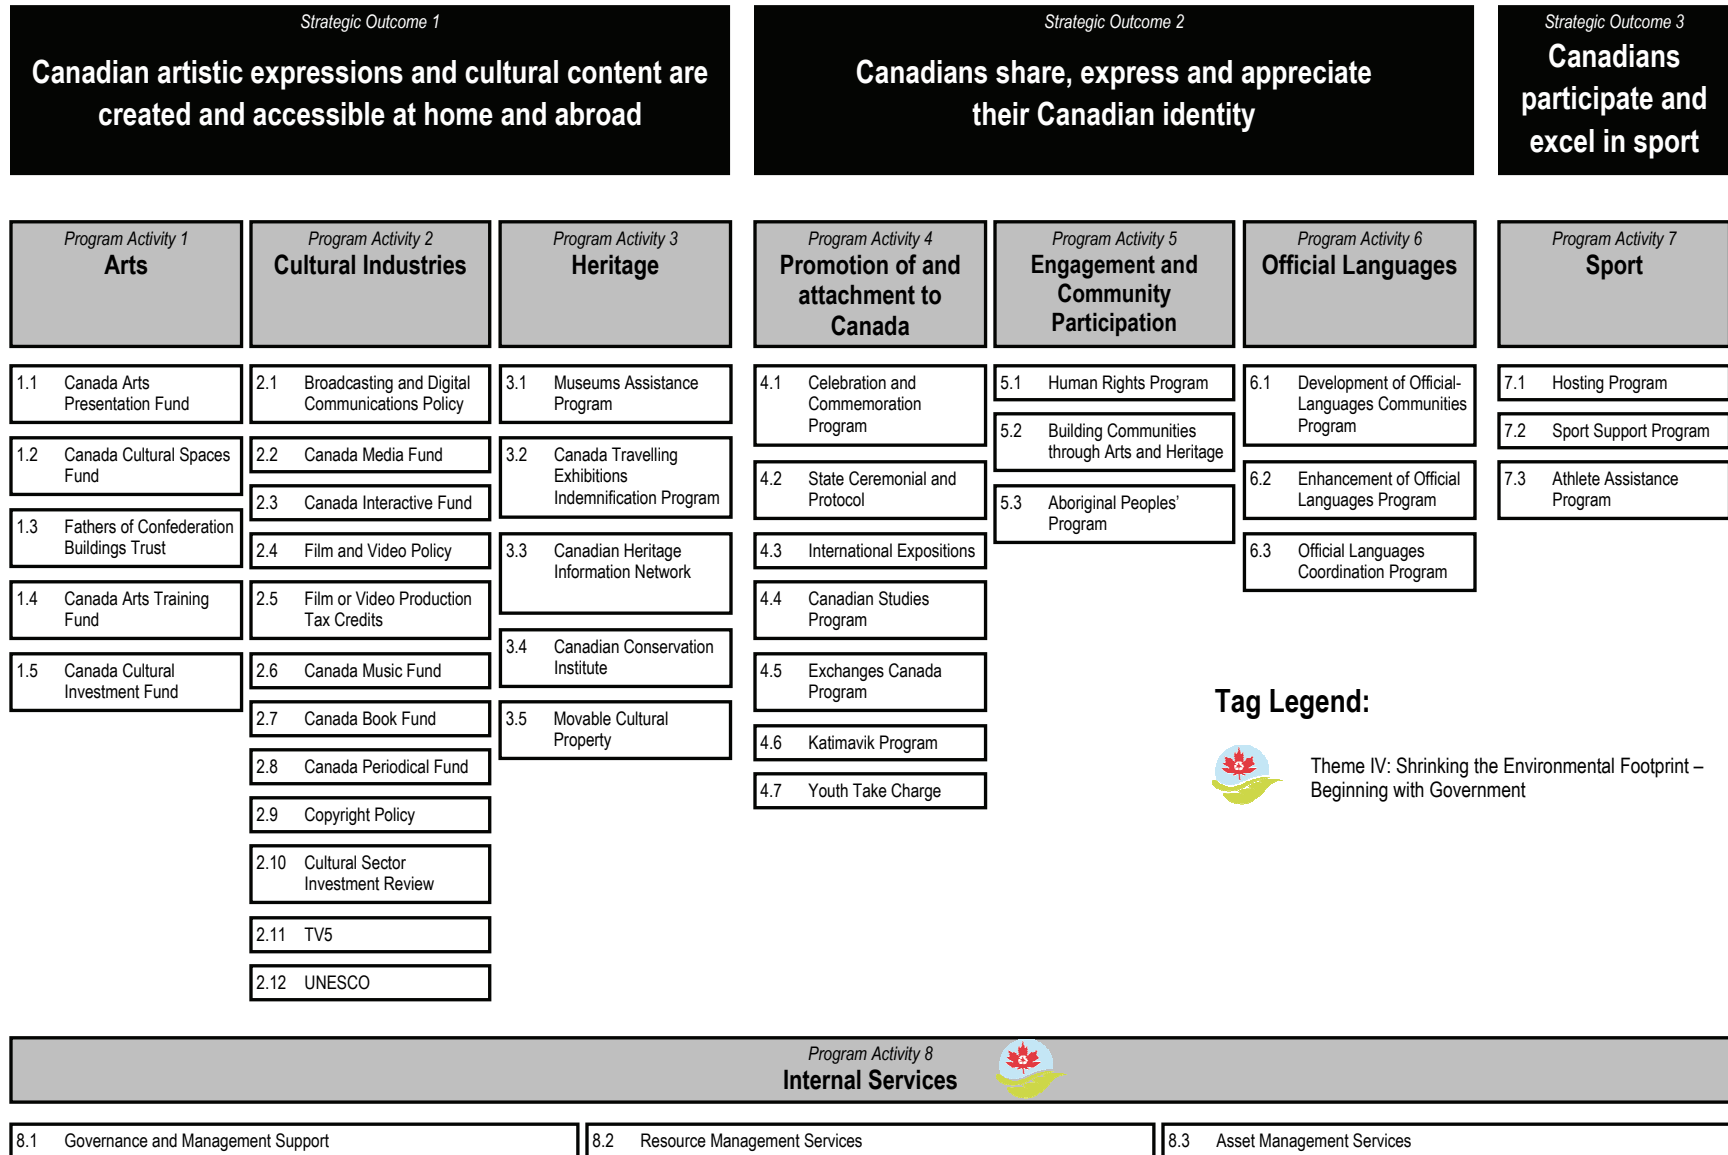 Strategic Outcome 1
Canadian artistic expressions and cultural content are
created and accessible at home and abroad
Strategic Outcome 2
Canadians share, express and appreciate
their Canadian identity
Strategic Outcome 3
Canadians
participate and
excel in sport
Program Activity 1
Arts
Program Activity 2
Cultural Industries
Program Activity 3
Heritage
Program Activity 4
Promotion of and
attachment to
Canada
Program Activity 5
Engagement and
Community
Participation
Program Activity 6
Official Languages
Program Activity 7
Sport
1.1 Canada Arts
Presentation Fund
1.2 Canada Cultural Spaces
Fund
1.3 Fathers of Confederation
Buildings Trust
1.4 Canada Arts Training
Fund
1.5 Canada Cultural
Investment Fund
2.1 Broadcasting and Digital
Communications Policy
2.2 Canada Media Fund
2.3 Canada Interactive Fund
2.4 Film and Video Policy
2.5 Film or Video Production
Tax Credits
2.6 Canada Music Fund
2.7 Canada Book Fund
2.8 Canada Periodical Fund
2.9 Copyright Policy
2.10 Cultural Sector
Investment Review
2.11 TV5
2.12 UNESCO
3.1 Museums Assistance
Program
3.2 Canada Travelling
Exhibitions
Indemnification Program
3.3 Canadian Heritage
Information Network
3.4 Canadian Conservation
Institute
3.5 Movable Cultural
Property
4.1 Celebration and
Commemoration
Program
4.2 State Ceremonial and
Protocol
4.3 International Expositions
4.4 Canadian Studies
Program
4.5 Exchanges Canada
Program
4.6 Katimavik Program
4.7 Youth Take Charge
5.1 Human Rights Program
5.2 Building Communities
through Arts and Heritage
5.3 Aboriginal Peoples’
Program
6.1 Development of Official-
Languages Communities
Program
6.2 Enhancement of Official
Languages Program
6.3 Official Languages
Coordination Program
7.1 Hosting Program
7.2 Sport Support Program
7.3 Athlete Assistance
Program
Tag Legend:
Theme IV: Shrinking the Environmental Footprint –
Beginning with Government
Program Activity 8
Internal Services
8.1 Governance and Management Support
8.2 Resource Management Services
8.3 Asset Management Services